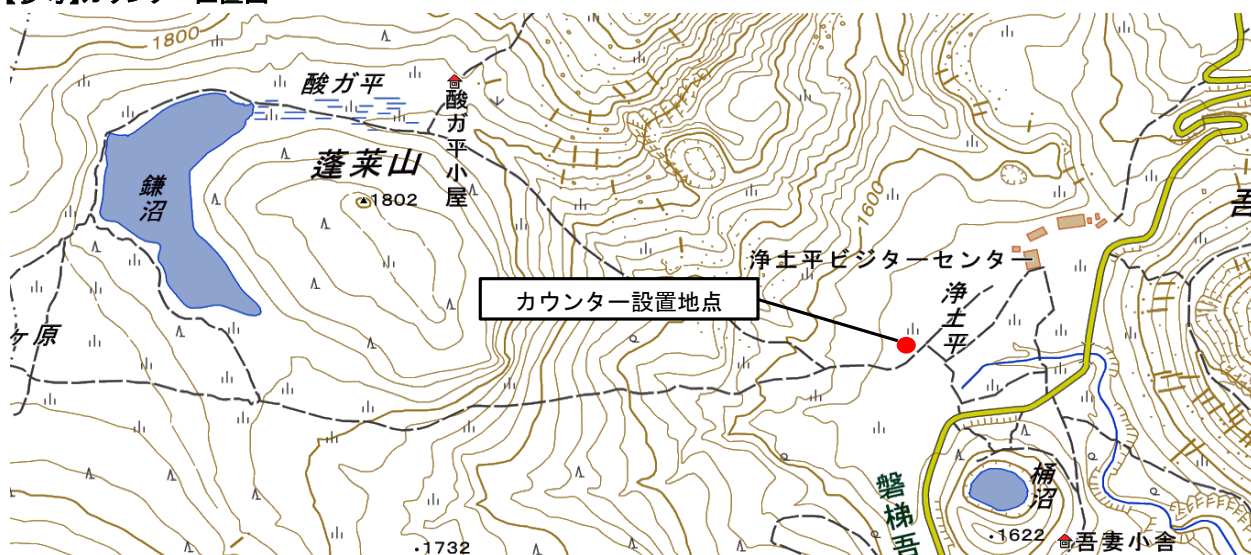 1800
酸ガ平
酸ガ平小屋
蓬莱山
1802
鎌沼
1600
吾
浄土平ビジターセンター
カウンター設置地点
浄土平
ケ原
磐梯吾
桶沼
1622
吾妻小舎
1732